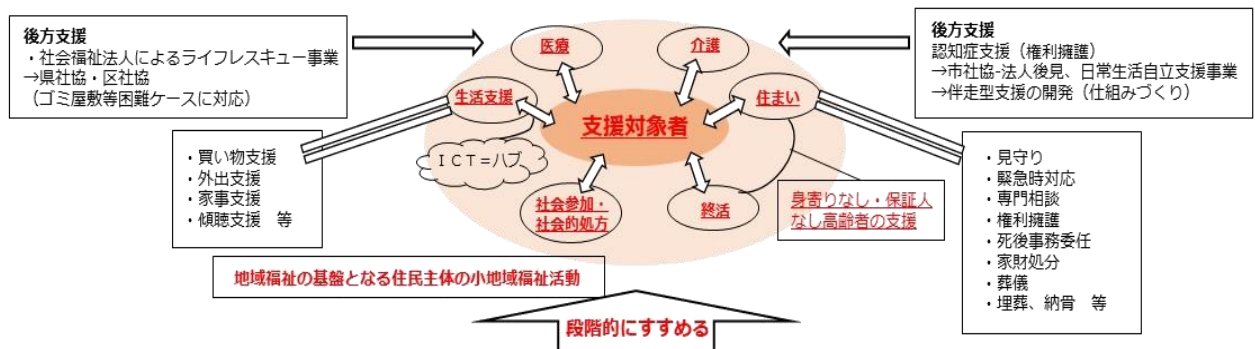 後方支援
・社会福祉法人によるライフレスキュー事業
→県社協・区社協
（ゴミ屋敷等困難ケースに対応）
医療
介護
後方支援
認知症支援（権利擁護）
→市社協-法人後見、日常生活自立支援事業
→伴走型支援の開発（仕組みづくり）
生活支援
住まい
支援対象者
ＩＣＴ＝ハブ
・買い物支援
・外出支援
・家事支援
・傾聴支援　等
社会参加・
社会的処方
終活
身寄りなし・保証人
なし高齢者の支援
・見守り
・緊急時対応
・専門相談
・権利擁護
・死後事務委任
・家財処分
・葬儀
・埋葬、納骨　等
地域福祉の基盤となる住民主体の小地域福祉活動
段階的にすすめる